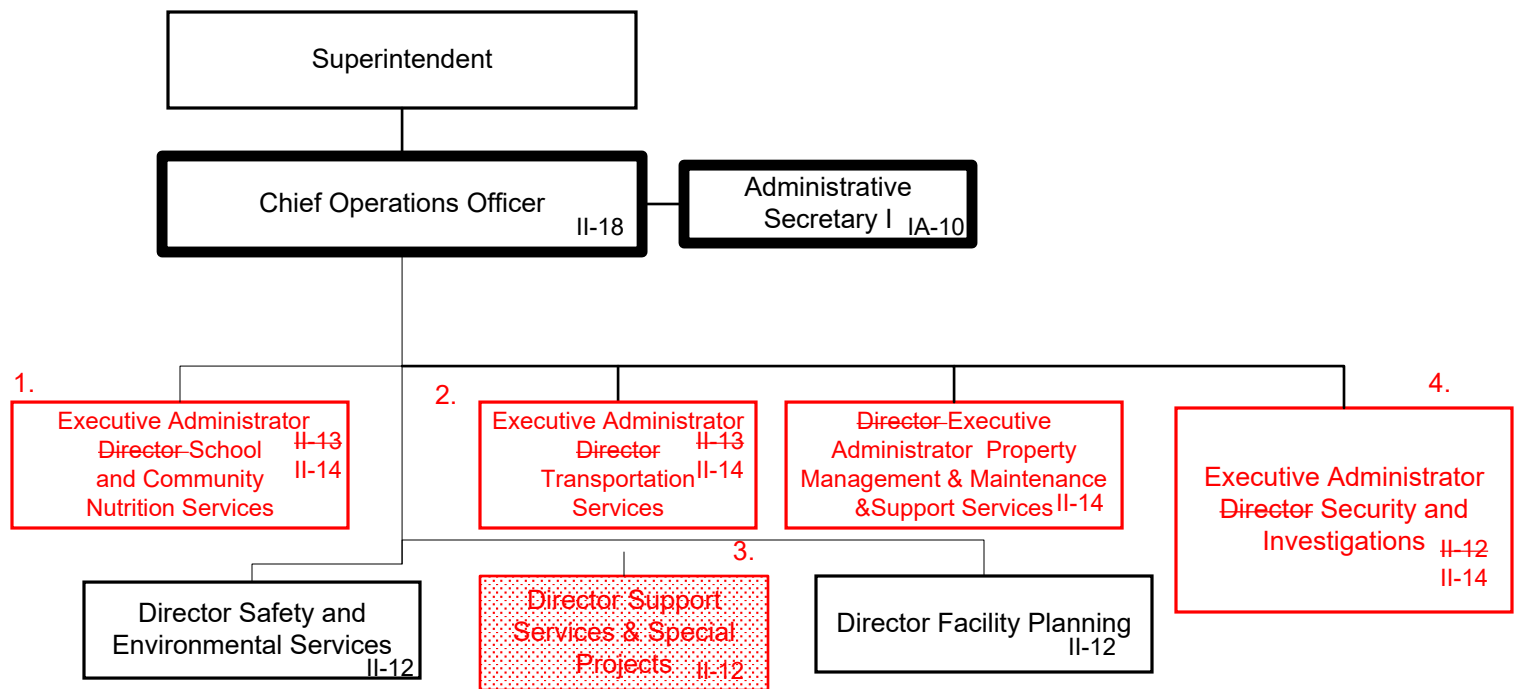 Superintendent
Chief Operations Officer
II-18
Administrative
Secretary I
IA-10
1.
Executive Administrator
Director School
and Community
Nutrition Services
II-13
II-14
2.
Executive Administrator
Director
Transportation
Services
II-13
II-14
Director Executive
Administrator Property
Management & Maintenance
&Support Services
II-14
4.
Executive Administrator
Director Security and
Investigations
II-12
II-14
Director Safety and
Environmental Services
II-12
3.
Director Support
Services & Special
Projects
II-12
Director Facility Planning
II-12